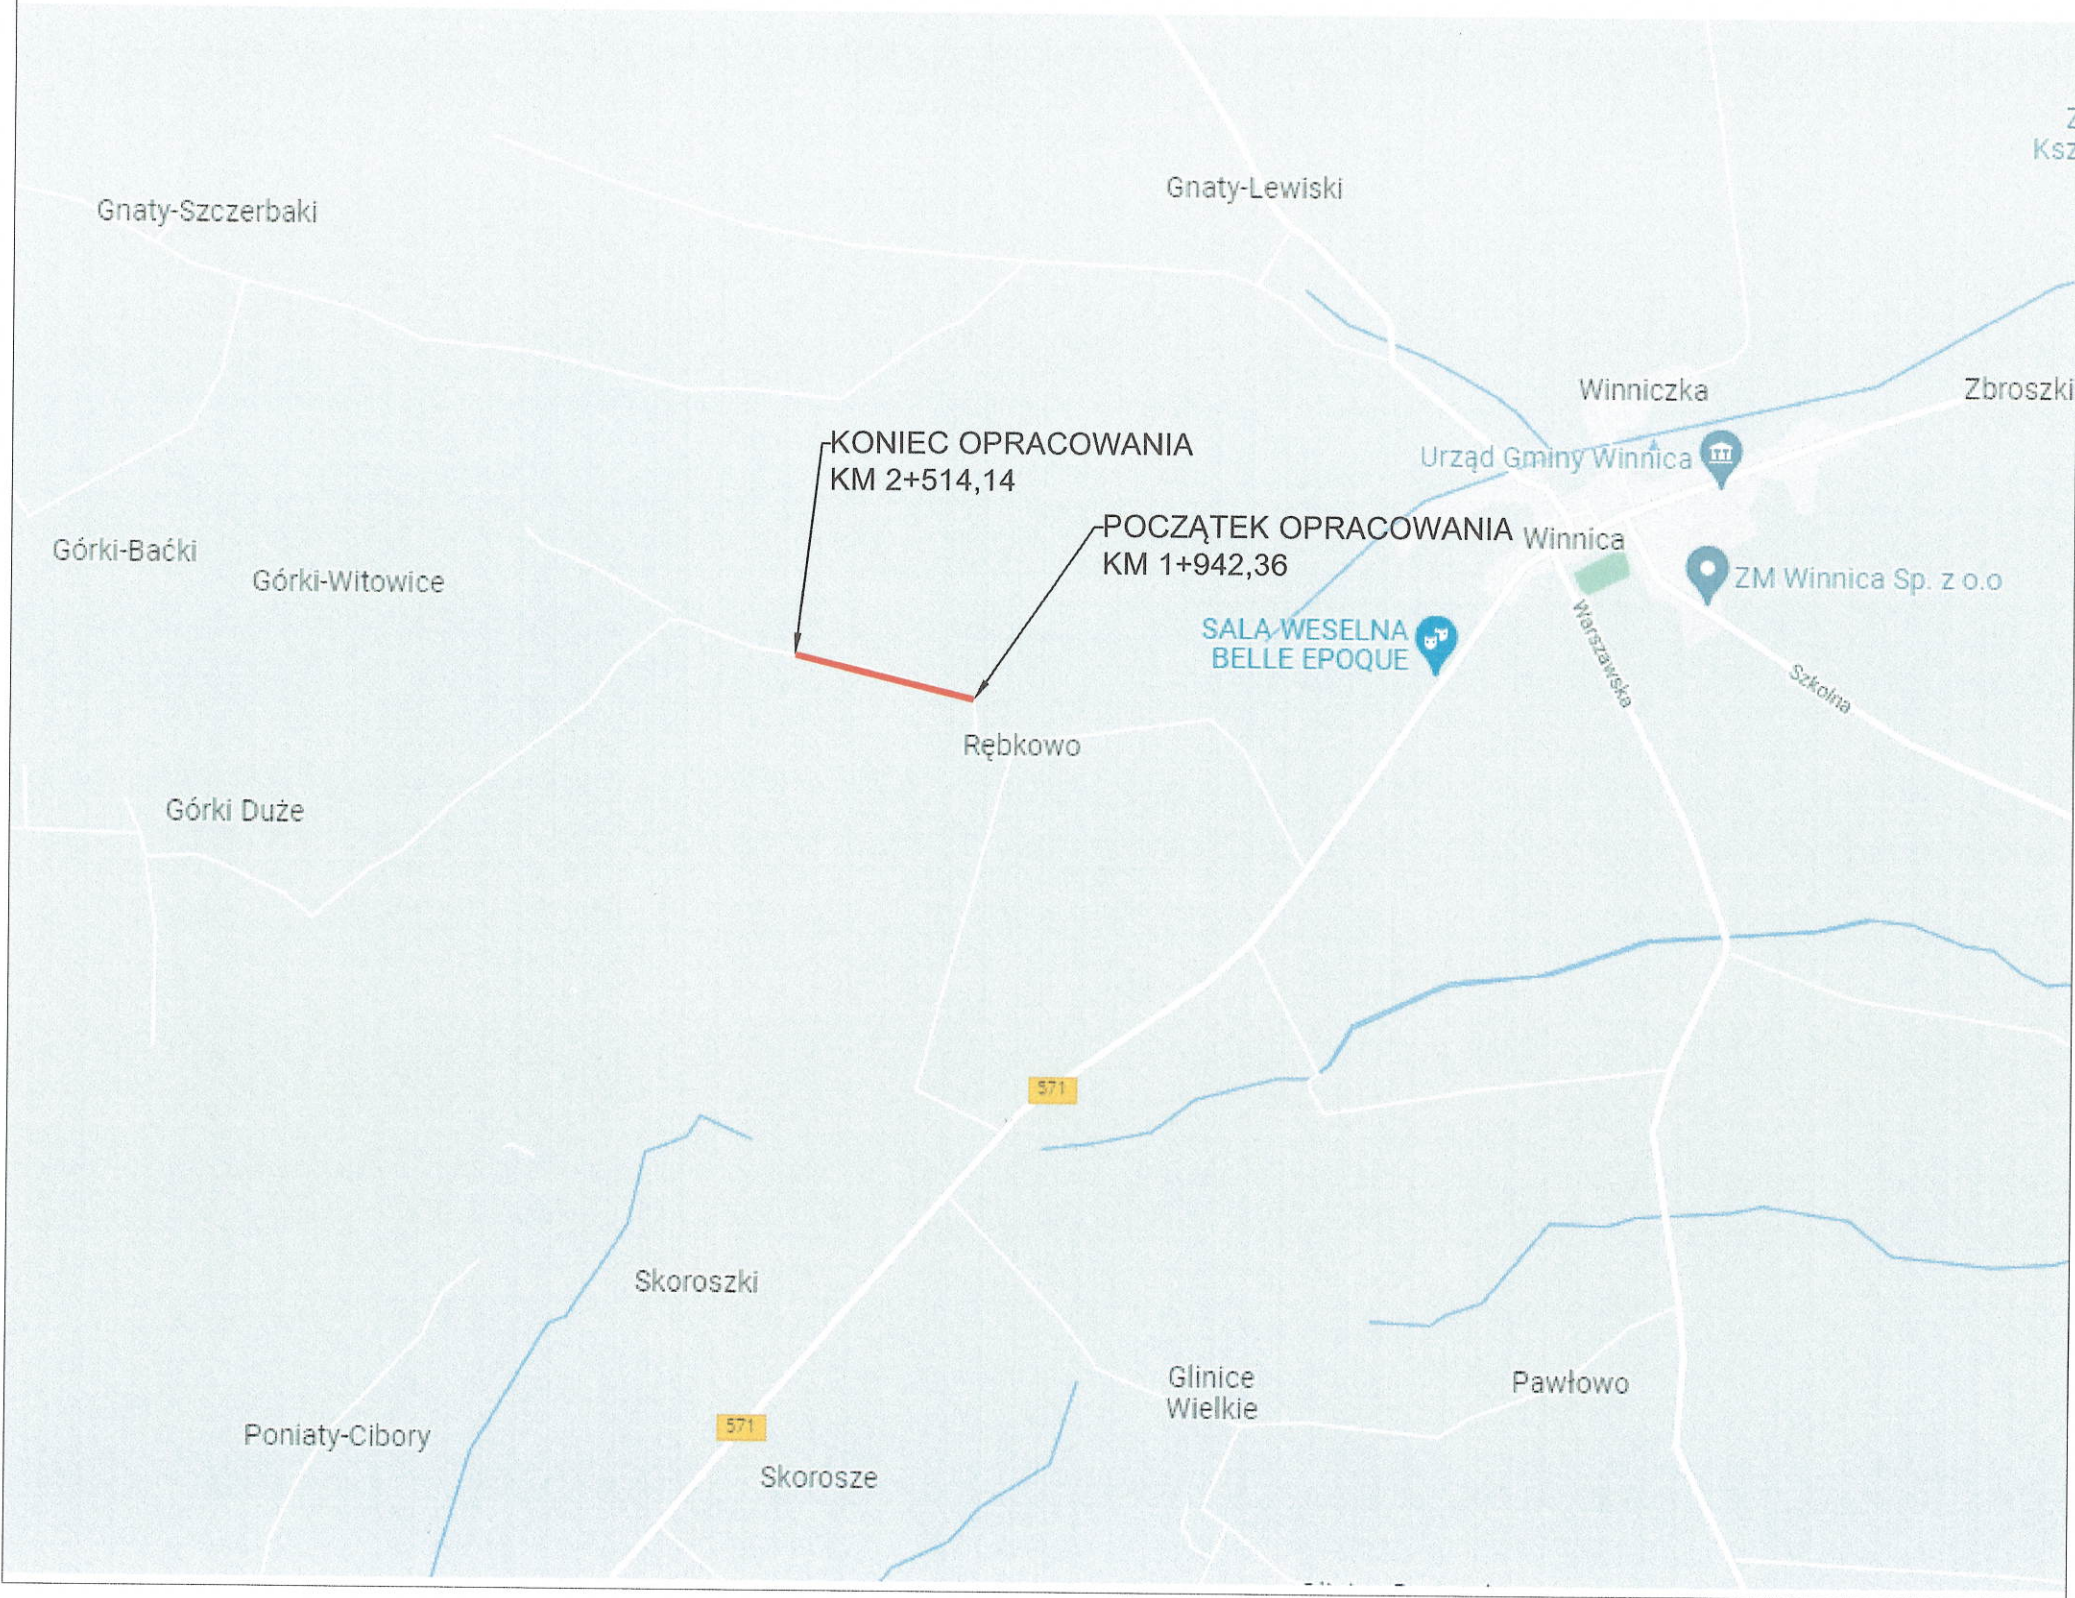 Ksz
Gnaty-Lewiski
Gnaty-Szczerbaki
Winniczka
Zbroszki
KONIEC OPRACOWANIA
KM 2+514,14
Urząd Gminy Winnica
POCZĄTEK OPRACOWANIA
KM 1+942,36
Winnica
Górki-Baćki
Górki-Witowice
ZM Winnica Sp. z o.o
SALA WESELNA
BELLE EPOQUE
Warszawska
Szkolna
Rębkowo
Górki Duże
571
Skoroszki
Glinice
Wielkie
Pawłowo
571
Poniaty-Cibory
Skorosze